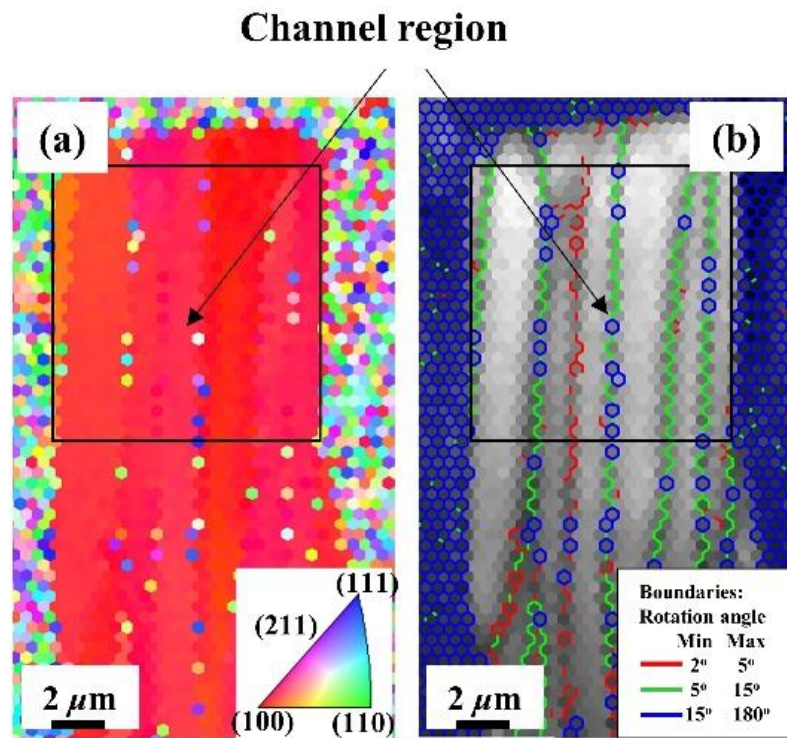 Channel region
(a)
(b)
(111)
(211)
(100)
(110)
2 μm
2 μm
Boundaries:
Rotation angle
Min Max
2° 5°
5° 15°
15° 180°